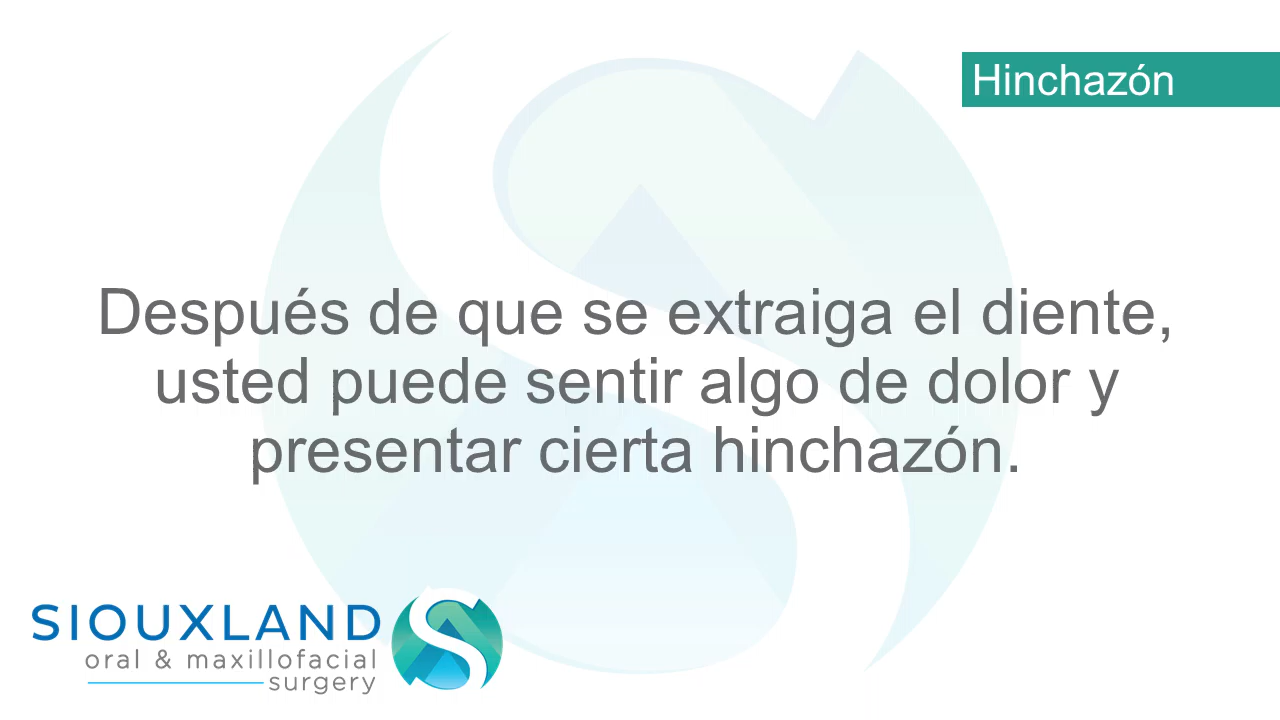 Hinchazón
Después de que se extraiga el diente,
usted puede sentir algo de dolor y
presentar cierta hinchazón.
SIOUXLAND
oral & maxillofacial
surgery